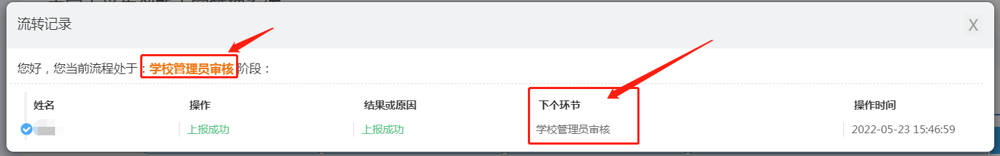 流转记录
X
您好，您当前流程处于：学校管理员审核 阶段：
姓名 操作 结果或原因 下个环节 操作时间
上报成功 上报成功 学校管理员审核 2022-05-23 15:46:59